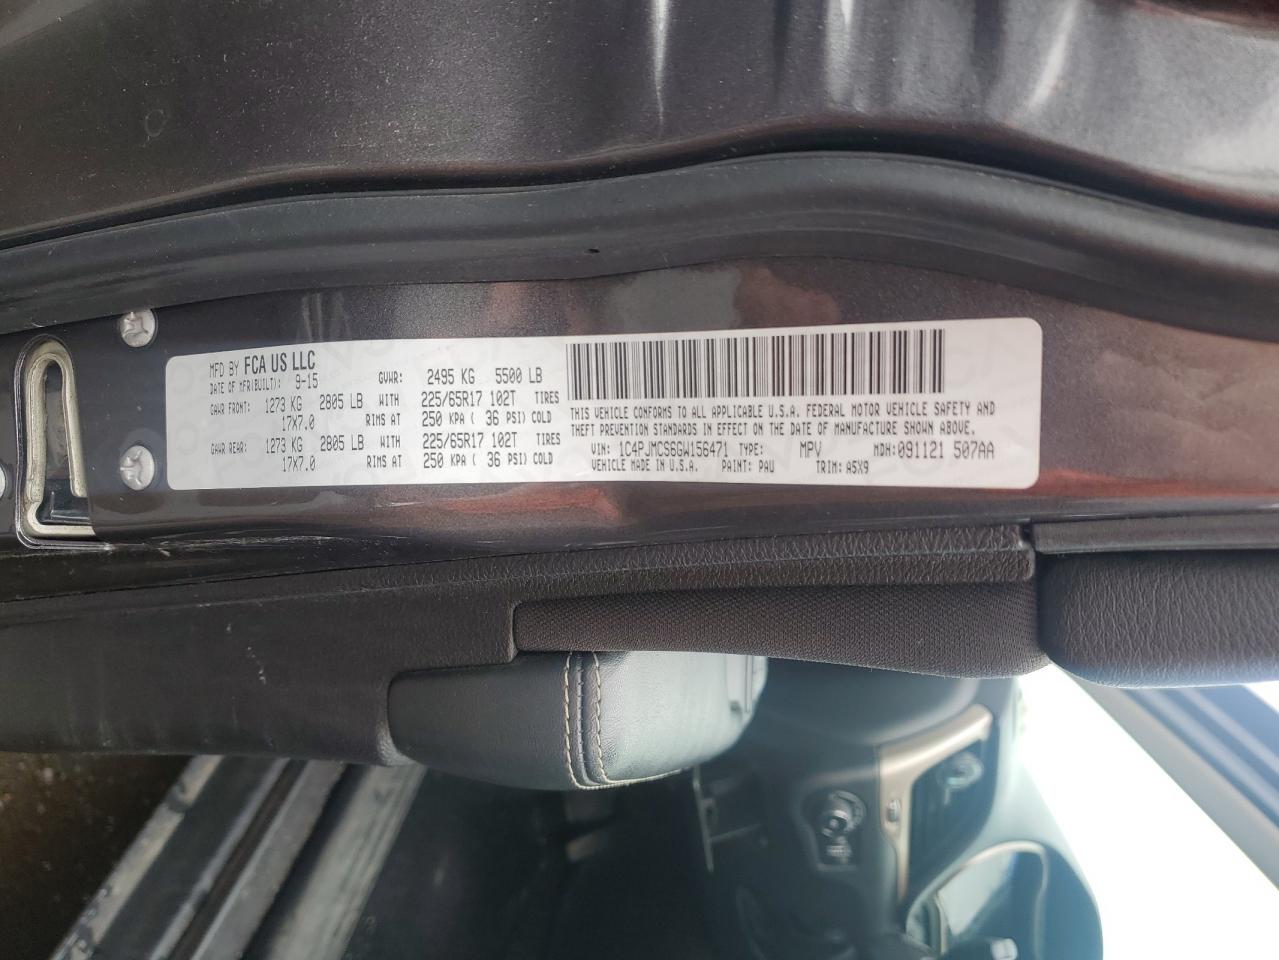 MFD BY FCA US LLC
DATE OF MFR(BUILT): 9-15 GVWR: 2495 KG 5500 LB
GAWR FRONT: 1273 KG 2805 LB WITH 225/65R17 102T TIRES
17X7.0 RIMS AT 250 KPA ( 36 PSI) COLD
GAWR REAR: 1273 KG 2805 LB WITH 225/65R17 102T TIRES
17X7.0 RIMS AT 250 KPA ( 36 PSI) COLD
THIS VEHICLE CONFORMS TO ALL APPLICABLE U.S.A. FEDERAL MOTOR VEHICLE SAFETY AND
THEFT PREVENTION STANDARDS IN EFFECT ON THE DATE OF MANUFACTURE SHOWN ABOVE.
VIN: 1C4PJMCS6GW156471 TYPE: MPV MDH: 091121 507AA
VEHICLE MADE IN U.S.A. PAINT: PAU TRIM: A5X9